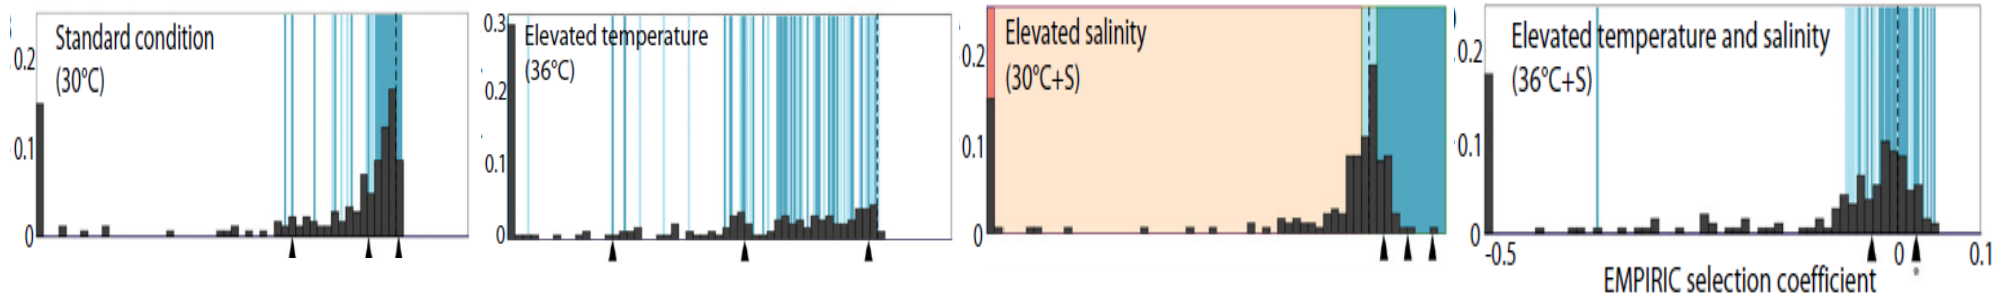 Standard condition
(30°C)
0.2
0.1
0
0.3
Elevated temperature
(36°C)
0.2
0.1
0
Elevated salinity
(30°C+S)
0.2
0.1
0
Elevated temperature and salinity
(36°C+S)
0.2
0.1
0
-0.5
0
0.1
EMPIRIC selection coefficient
*